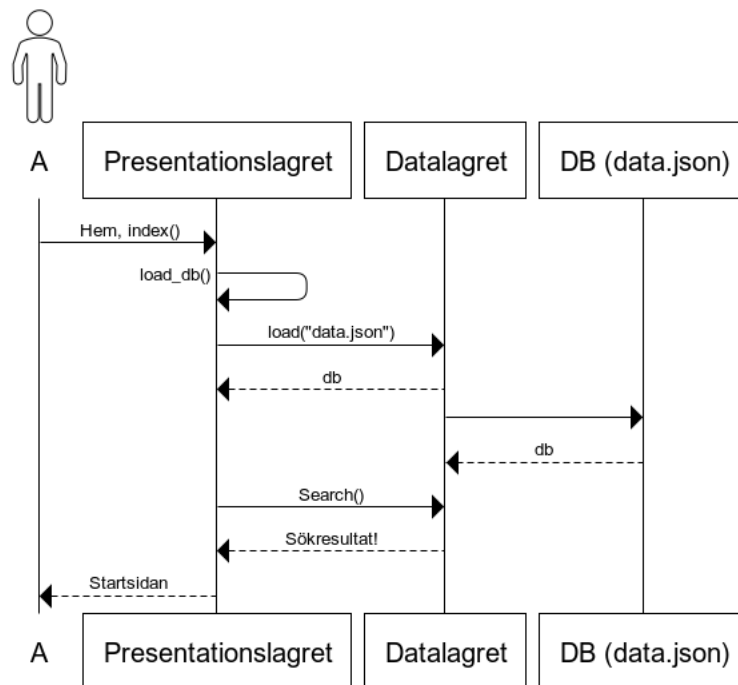 A
Presentationslagret
Datalagret
DB (data.json)
Hem, index()
load_db()
load("data.json")
db
db
Search()
Sökresultat!
Startsidan
A
Presentationslagret
Datalagret
DB (data.json)